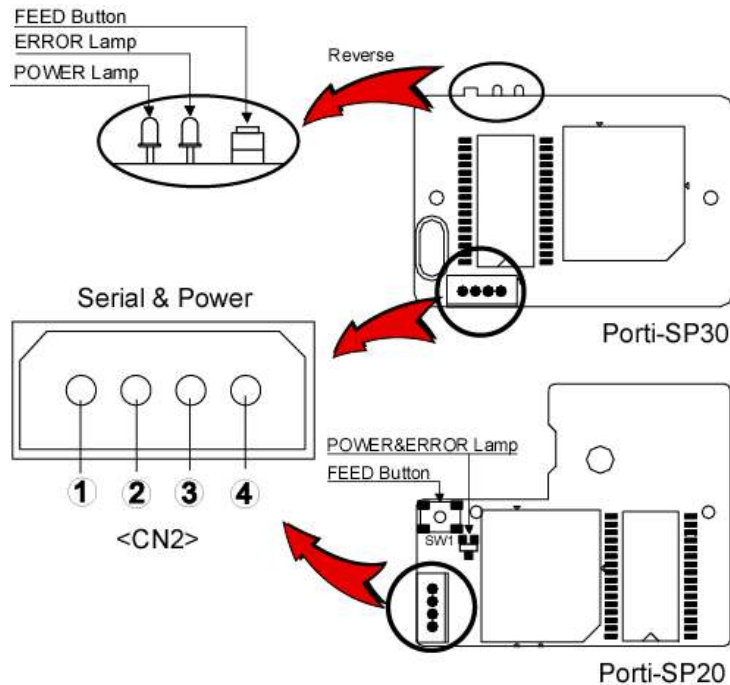 FEED Button
ERROR Lamp
POWER Lamp
Reverse
Serial & Power
Porti-SP30
1 2 3 4
<CN2>
POWER&ERROR Lamp
FEED Button
SW1
Porti-SP20